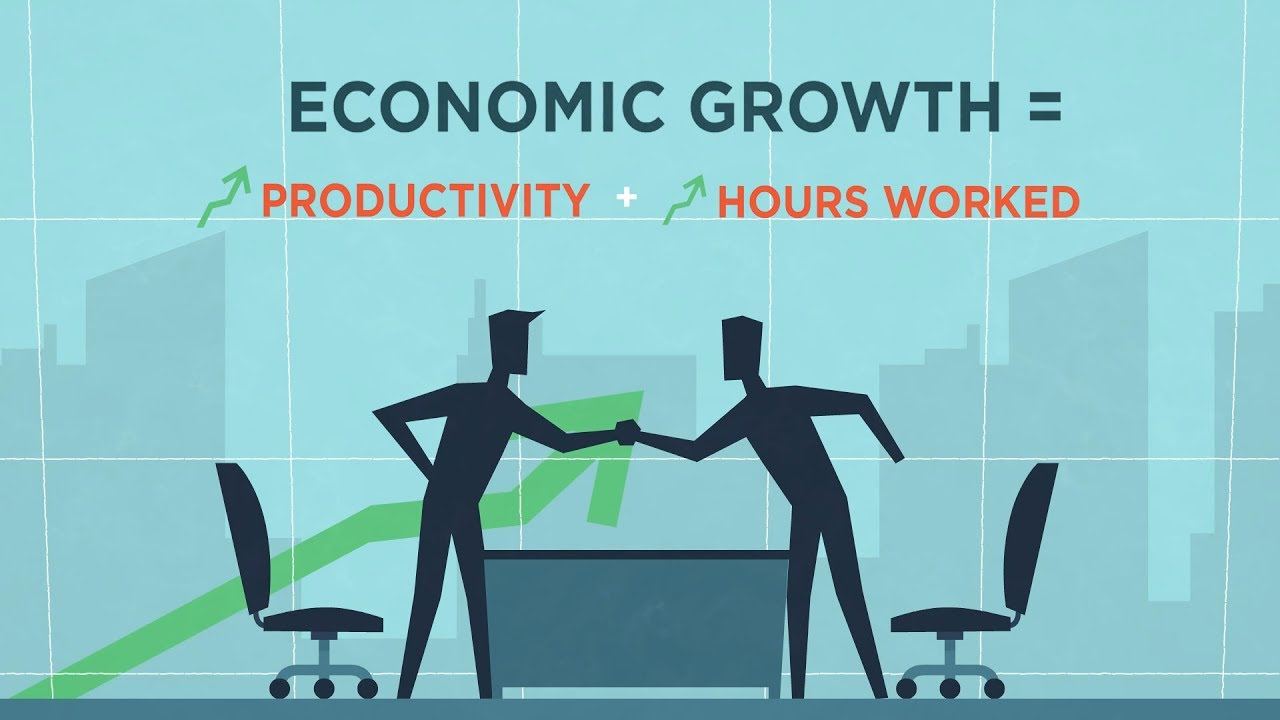 ECONOMIC GROWTH =
PRODUCTIVITY + HOURS WORKED